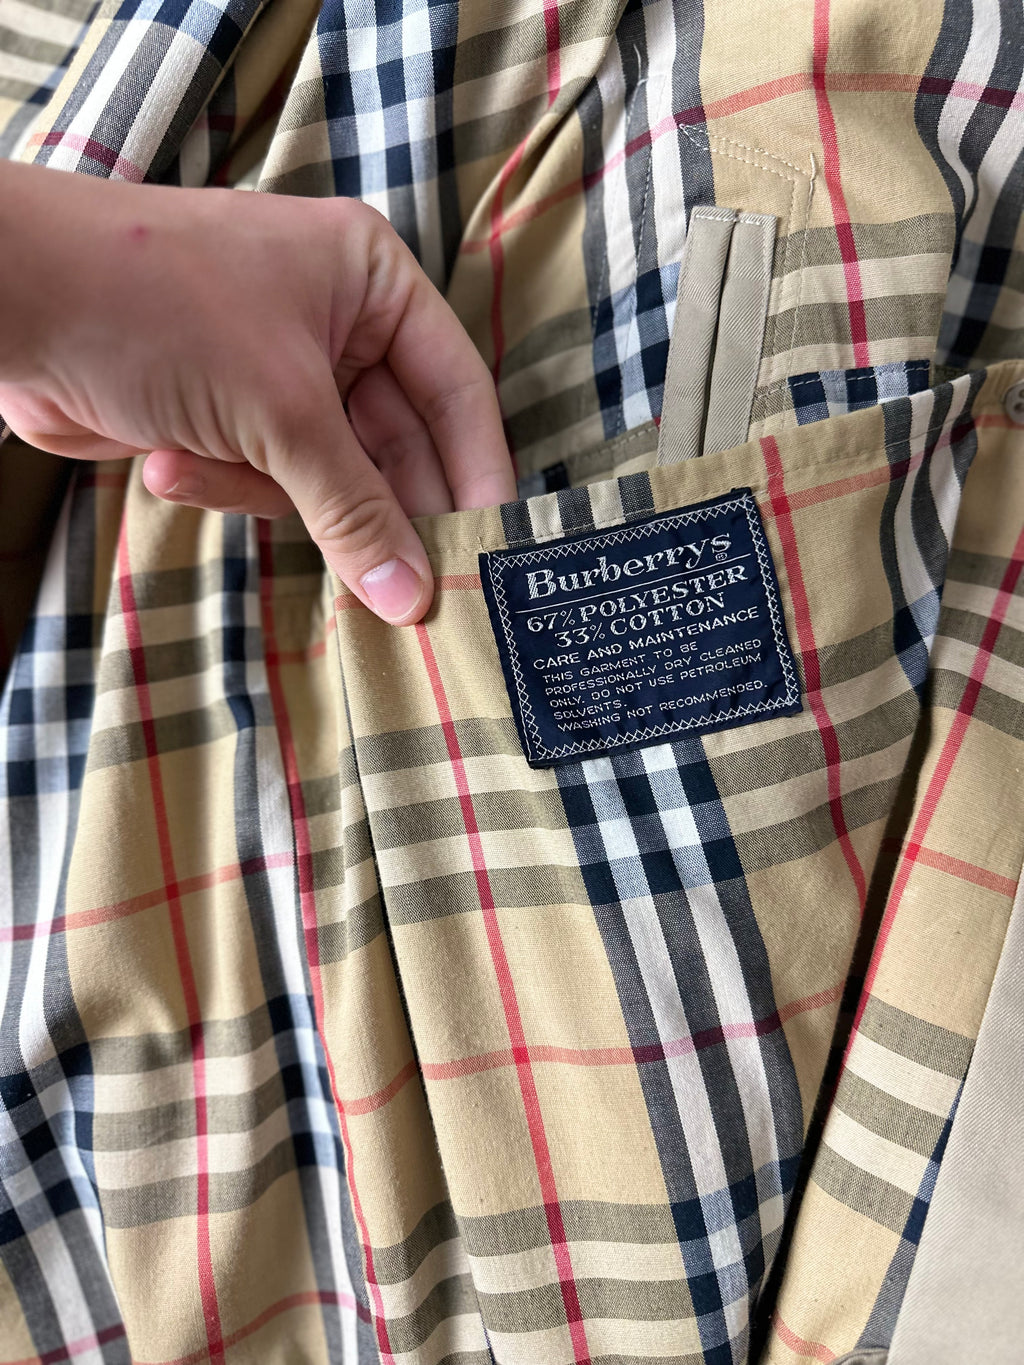 Burberrys
67% POLYESTER
33% COTTON
CARE AND MAINTENANCE
THIS GARMENT TO BE
PROFESSIONALLY DRY CLEANED
ONLY. DO NOT USE PETROLEUM
SOLVENTS.
WASHING NOT RECOMMENDED.